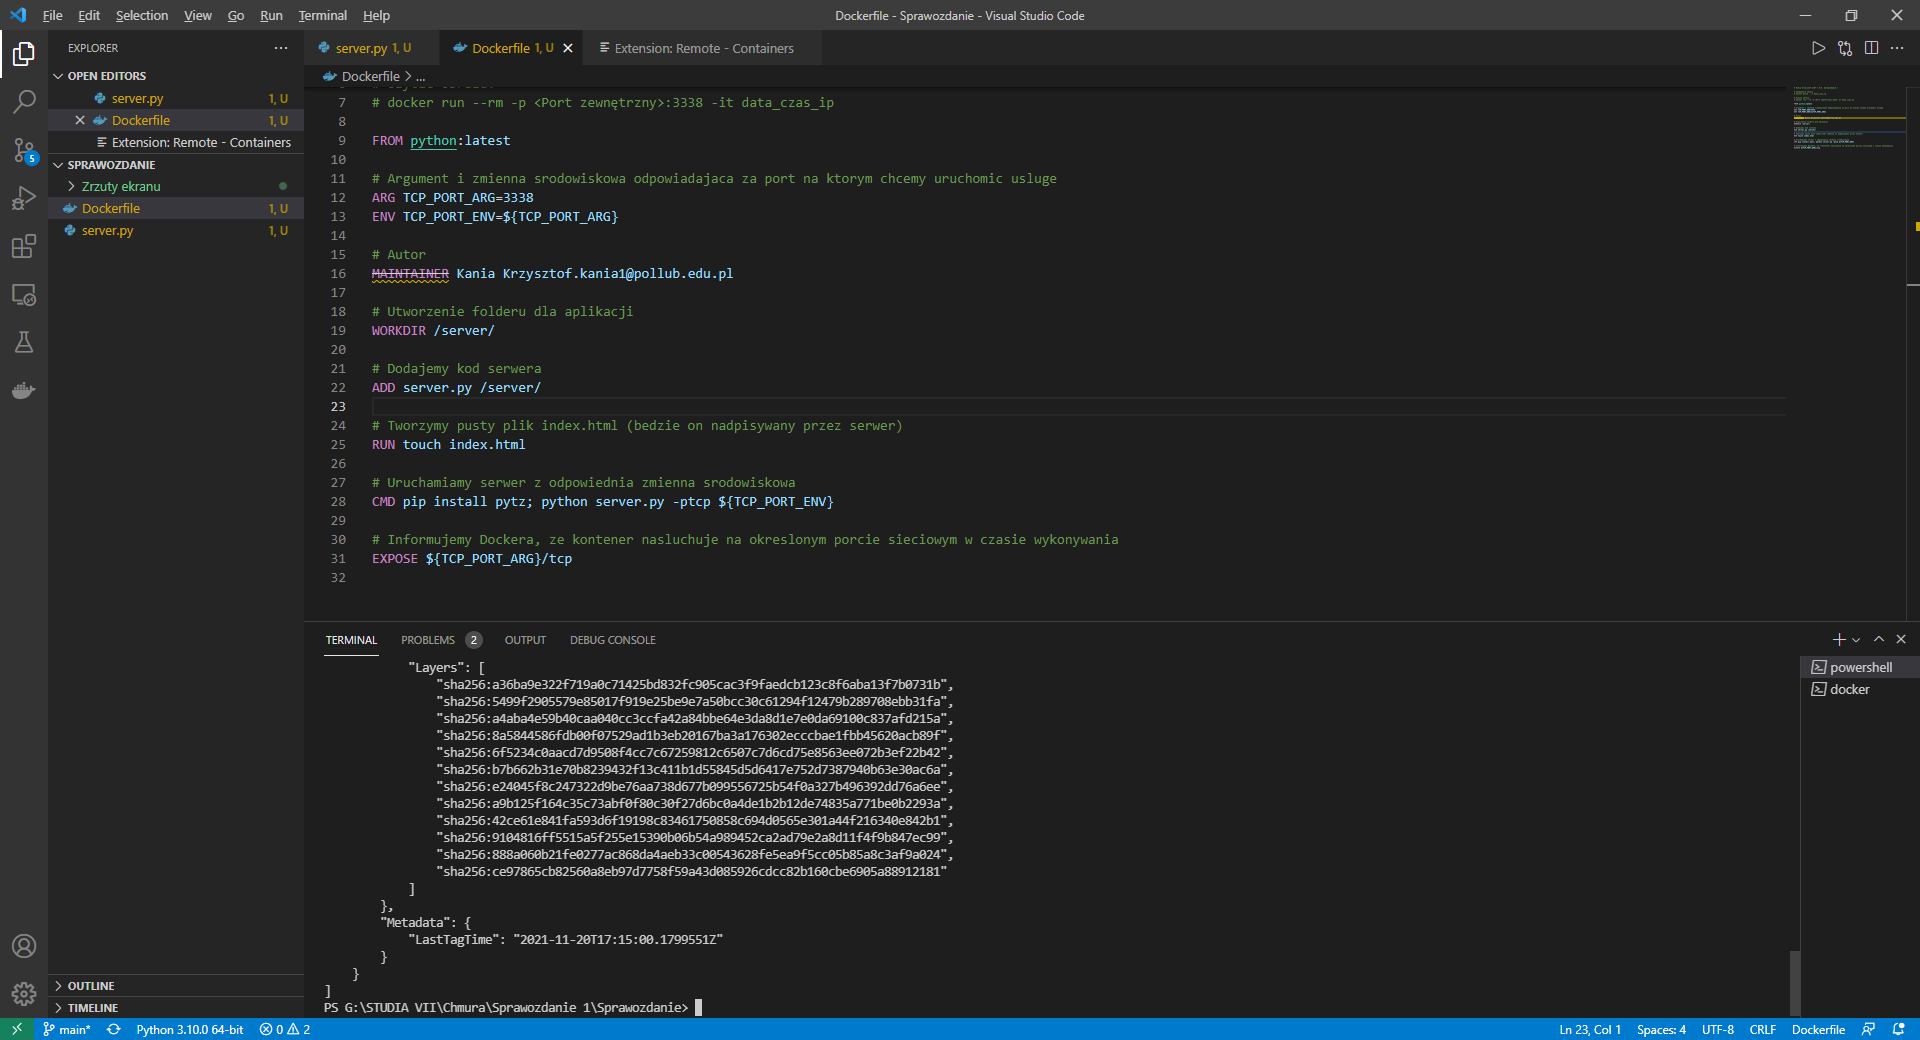 File Edit Selection View Go Run Terminal Help
Dockerfile - Sprawozdanie - Visual Studio Code
EXPLORER
OPEN EDITORS
server.py 1, U
Dockerfile 1, U
Extension: Remote - Containers
SPRAWOZDANIE
Zrzuty ekranu
Dockerfile 1, U
server.py 1, U
OUTLINE
TIMELINE
5
server.py 1, U
Dockerfile 1, U
Extension: Remote - Containers
Dockerfile > ...
7 # docker run --rm -p <Port zewnętrzny>:3338 -it data_czas_ip
8
9 FROM python:latest
10
11 # Argument i zmienna srodowiskowa odpowiadajaca za port na ktorym chcemy uruchomic usluge
12 ARG TCP_PORT_ARG=3338
13 ENV TCP_PORT_ENV=${TCP_PORT_ARG}
14
15 # Autor
16 MAINTAINER Kania Krzysztof.kania1@pollub.edu.pl
17
18 # Utworzenie folderu dla aplikacji
19 WORKDIR /server/
20
21 # Dodajemy kod serwera
22 ADD server.py /server/
23
24 # Tworzymy pusty plik index.html (bedzie on nadpisywany przez serwer)
25 RUN touch index.html
26
27 # Uruchamiamy serwer z odpowiednia zmienna srodowiskowa
28 CMD pip install pytz; python server.py -ptcp ${TCP_PORT_ENV}
29
30 # Informujemy Dockera, ze kontener nasluchuje na okreslonym porcie sieciowym w czasie wykonywania
31 EXPOSE ${TCP_PORT_ARG}/tcp
32
TERMINAL PROBLEMS 2 OUTPUT DEBUG CONSOLE
powershell
docker
"Layers": [
"sha256:a36ba9e322f719a0c71425bd832fc905cac3f9faedcb123c8f6aba13f7b0731b",
"sha256:5499f2905579e85017f919e25be9e7a50bcc30c61294f12479b289708ebb31fa",
"sha256:a4aba4e59b40caa040cc3ccfa42a84bbe64e3da8d1e7e0da69100c837afd215a",
"sha256:8a5844586fdb00f07529ad1b3eb20167ba3a176302ecccbae1fbb45620acb89f",
"sha256:6f5234c0aacd7d9508f4cc7c67259812c6507c7d6cd75e8563ee072b3ef22b42",
"sha256:b7b662b31e70b8239432f13c411b1d55845d5d6417e752d7387940b63e30ac6a",
"sha256:e24045f8c247322d9be76aa738d677b099556725b54f0a327b496392dd76a6ee",
"sha256:a9b125f164c35c73abf0f80c30f27d6bc0a4de1b2b12de74835a771be0b2293a",
"sha256:42ce61e841fa593d6f19198c83461750858c694d0565e301a44f216340e842b1",
"sha256:9104816ff5515a5f255e15390b06b54a989452ca2ad79e2a8d11f4f9b847ec99",
"sha256:888a060b21fe0277ac868da4aeb33c00543628fe5ea9f5cc05b85a8c3af9a024",
"sha256:ce97865cb82560a8eb97d7758f59a43d085926cdcc82b160cbe6905a88912181"
]
},
"Metadata": {
"LastTagTime": "2021-11-20T17:15:00.1799551Z"
}
}
]
PS G:\STUDIA VII\Chmura\Sprawozdanie 1\Sprawozdanie>
main* Python 3.10.0 64-bit 0 2
Ln 23, Col 1 Spaces: 4 UTF-8 CRLF Dockerfile